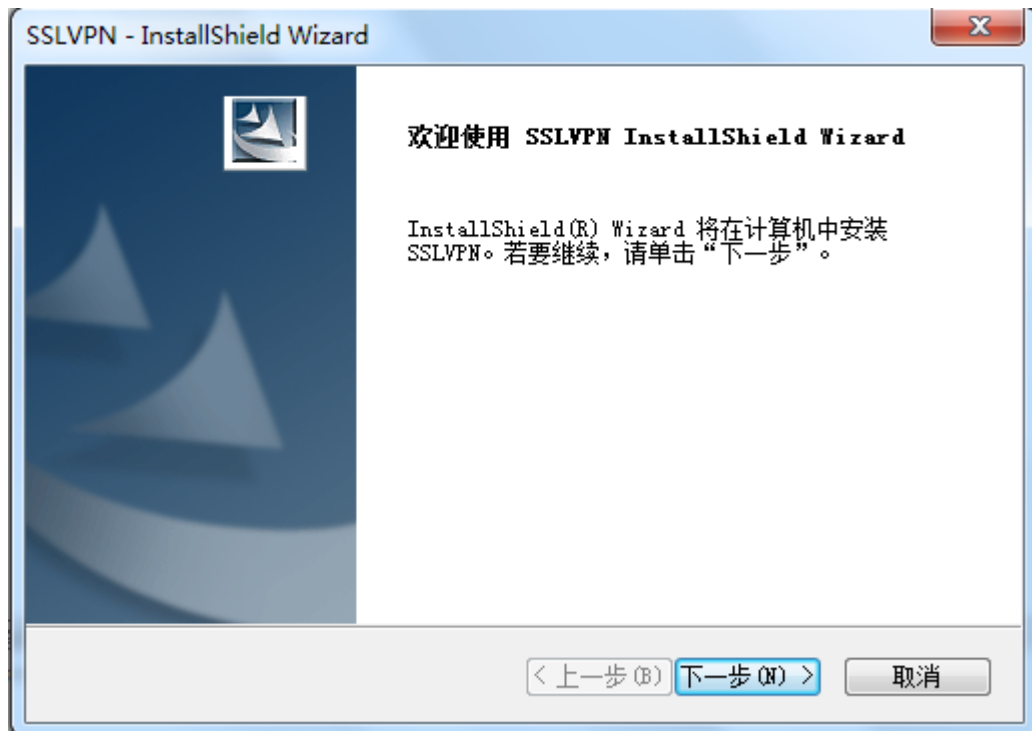 SSLVPN - InstallShield Wizard
欢迎使用 SSLVPN InstallShield Wizard
InstallShield(R) Wizard 将在计算机中安装
SSLVPN。若要继续，请单击“下一步”。
< 上一步(B)
下一步(N) >
取消